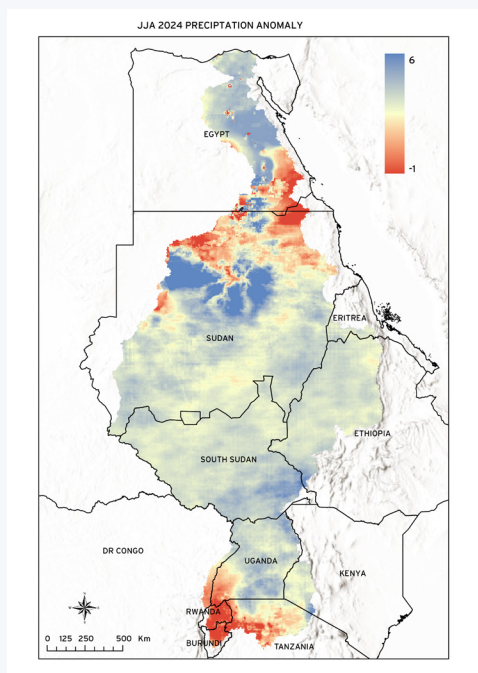 JJA 2024 PRECIPTATION ANOMALY
6
EGYPT
-1
ERITREA
SUDAN
ETHIOPIA
SOUTH SUDAN
DR CONGO
UGANDA
KENYA
RWANDA
0 125 250 500 Km
BURUNDI
TANZANIA